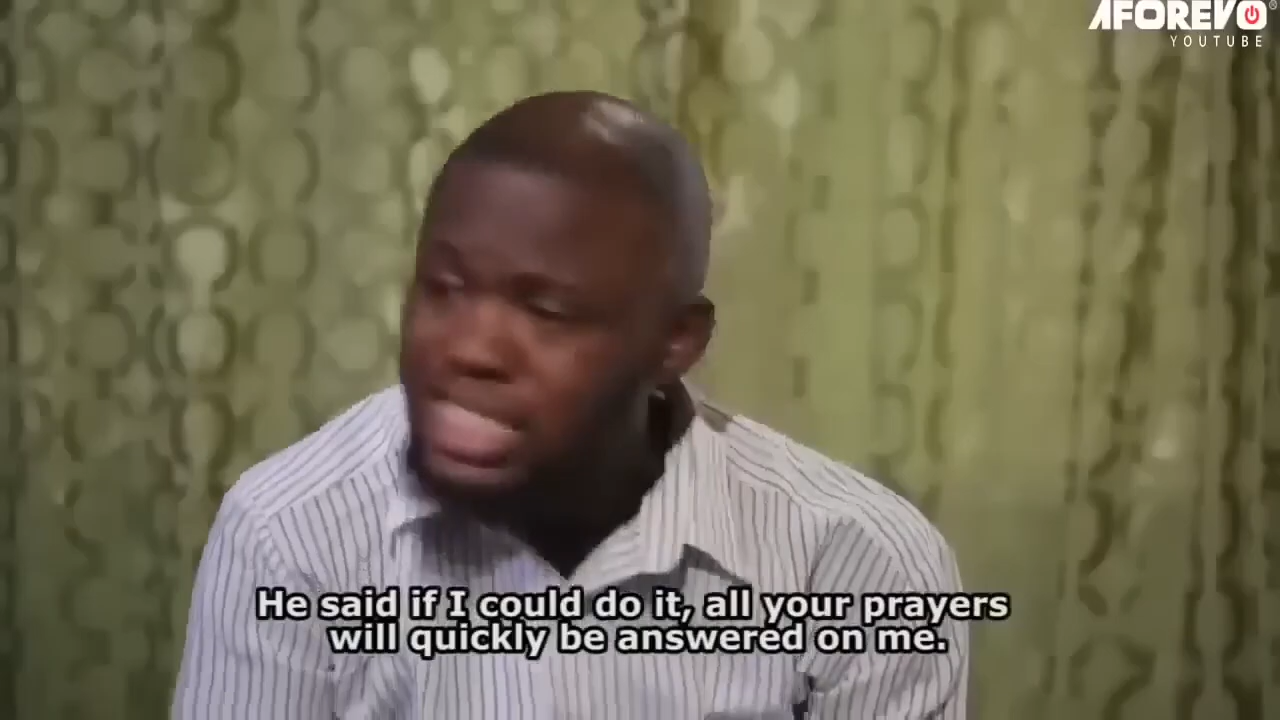 AFOREVO
YOUTUBE
He said if I could do it, all your prayers
will quickly be answered on me.